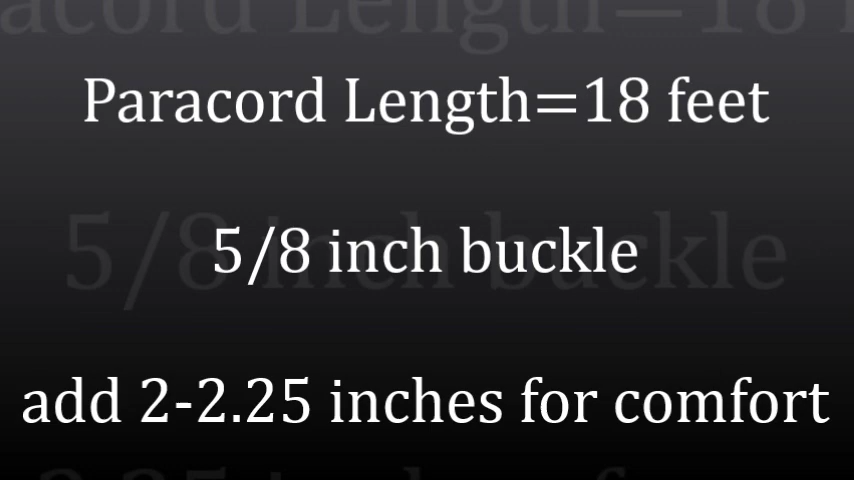 Paracord Length=18 feet
5/8 inch buckle
add 2-2.25 inches for comfort